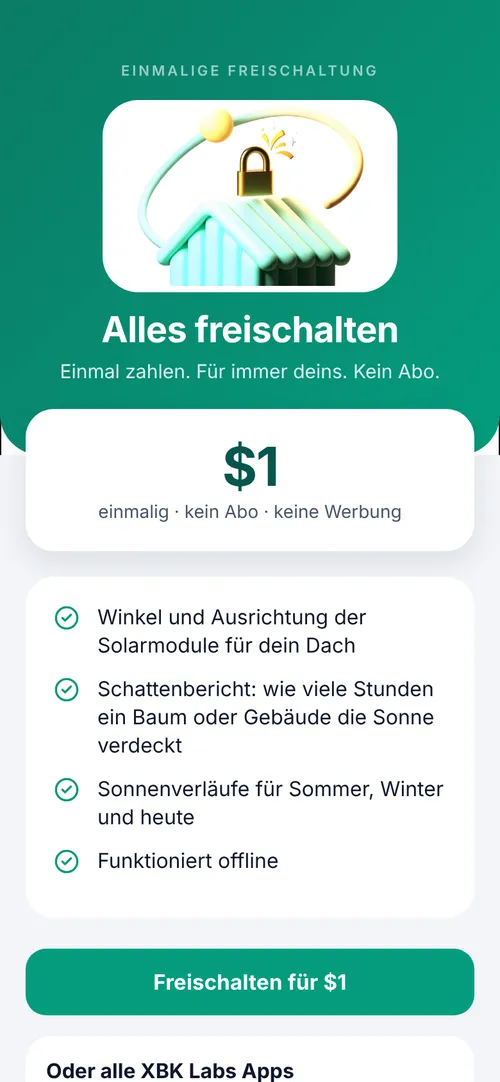 EINMALIGE FREISCHALTUNG
Alles freischalten
Einmal zahlen. Für immer deins. Kein Abo.
$1
einmalig · kein Abo · keine Werbung
Winkel und Ausrichtung der
Solarmodule für dein Dach
Schattenbericht: wie viele Stunden
ein Baum oder Gebäude die Sonne
verdeckt
Sonnenverläufe für Sommer, Winter
und heute
Funktioniert offline
Freischalten für $1
Oder alle XBK Labs Apps